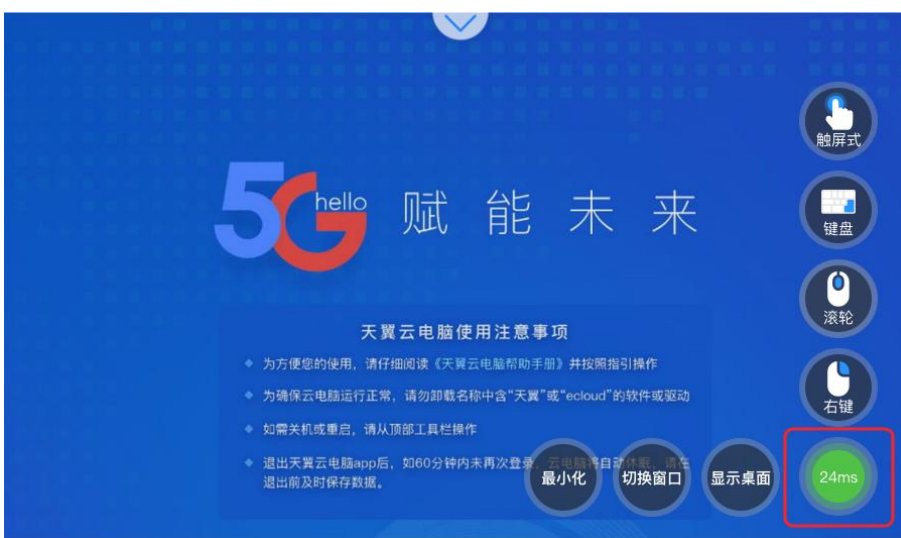 触屏式
5G hello 赋能未来
键盘
滚轮
天翼云电脑使用注意事项
为方便您的使用，请仔细阅读《天翼云电脑帮助手册》并按照指引操作
为确保云电脑运行正常，请勿卸载名称中含“天翼”或“ecloud”的软件或驱动
右键
如需关机或重启，请从顶部工具栏操作
退出天翼云电脑app后，如60分钟内未再次登录，云电脑将自动休眠，请在
退出前及时保存数据。
最小化
切换窗口
显示桌面
24ms